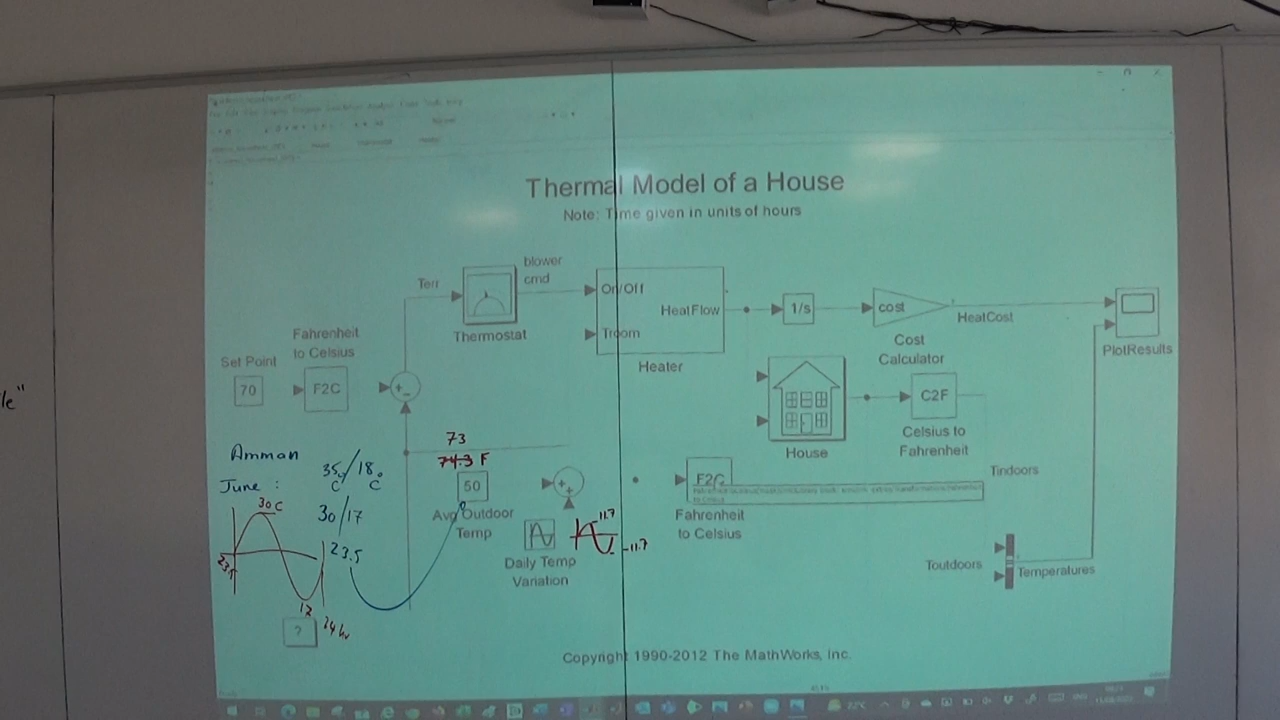 Thermal Model of a House
Note: Time given in units of hours
blower
cmd
Terr
On/Off
HeatFlow
Troom
1/s
cost
HeatCost
Thermostat
Heater
Cost
Calculator
PlotResults
Fahrenheit
to Celsius
Set Point
70
F2C
C2F
House
Celsius to
Fahrenheit
Tindoors
73
74.3 F
50
Avg Outdoor
Temp
F2C
Fahrenheit
to Celsius
Daily Temp
Variation
11.7
-11.7
Toutdoors
Temperatures
Amman
June :
35/18
C C
30/17
23.5
30C
23.5
12
24hr
?
le"
Copyright 1990-2012 The MathWorks, Inc.